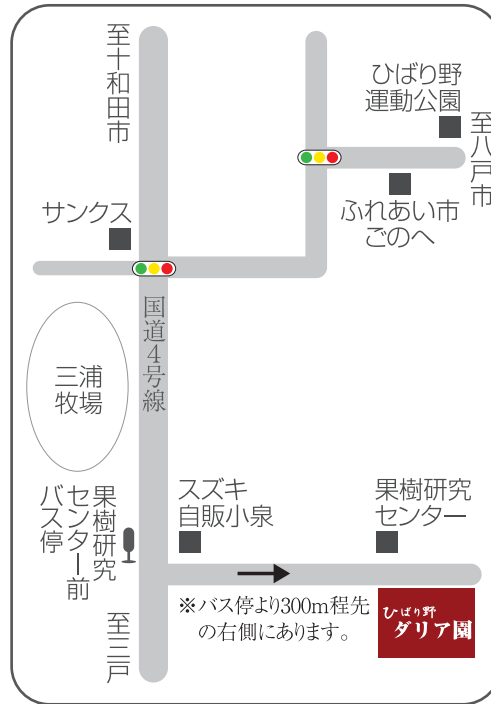 至十和田市
ひばり野
運動公園
至八戸市
サンクス
ふれあい市
ごのへ
国道4号線
三浦
牧場
果樹研究
センター前
バス停
スズキ
自販小泉
果樹研究
センター
※バス停より300m程先
の右側にあります。
ひばり野
ダリア園
至三戸